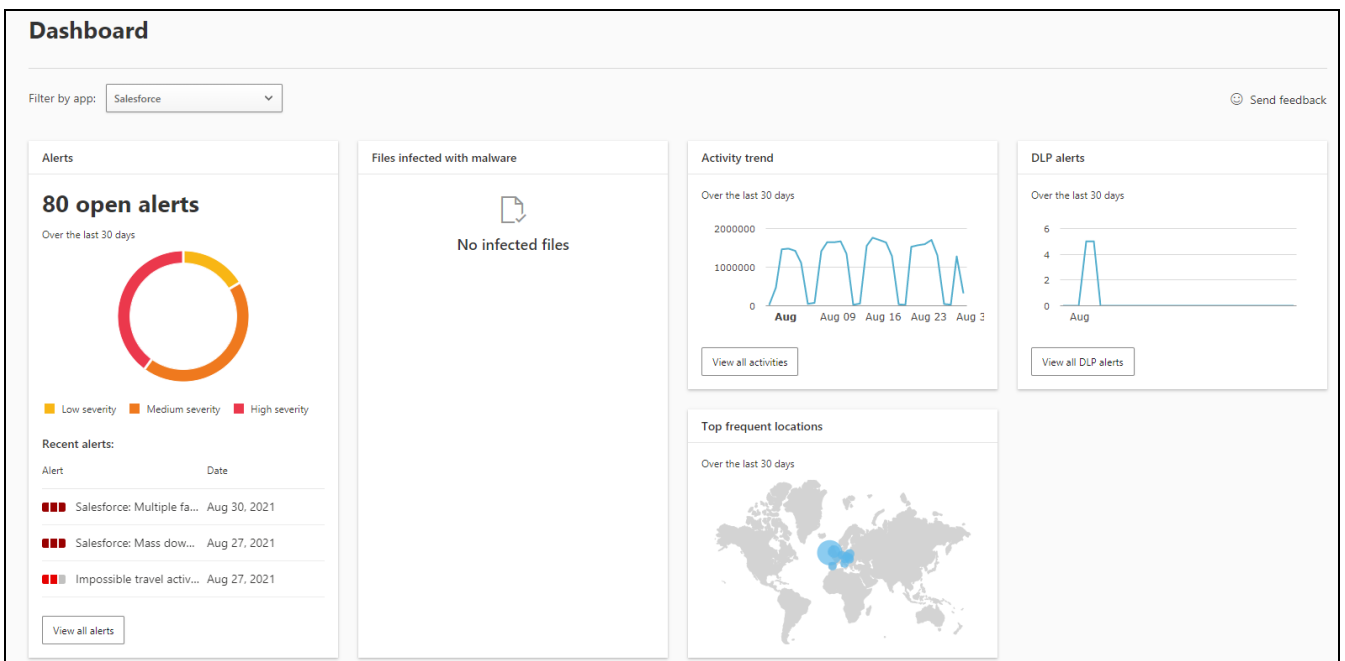 Dashboard
Filter by app: Salesforce
Send feedback
Alerts
80 open alerts
Over the last 30 days
Low severity Medium severity High severity
Recent alerts:
Alert Date
Salesforce: Multiple fa... Aug 30, 2021
Salesforce: Mass dow... Aug 27, 2021
Impossible travel activ... Aug 27, 2021
View all alerts
Files infected with malware
No infected files
Activity trend
Over the last 30 days
2000000
1000000
0
Aug Aug 09 Aug 16 Aug 23 Aug 3
View all activities
Top frequent locations
Over the last 30 days
DLP alerts
Over the last 30 days
6
4
2
0
Aug
View all DLP alerts